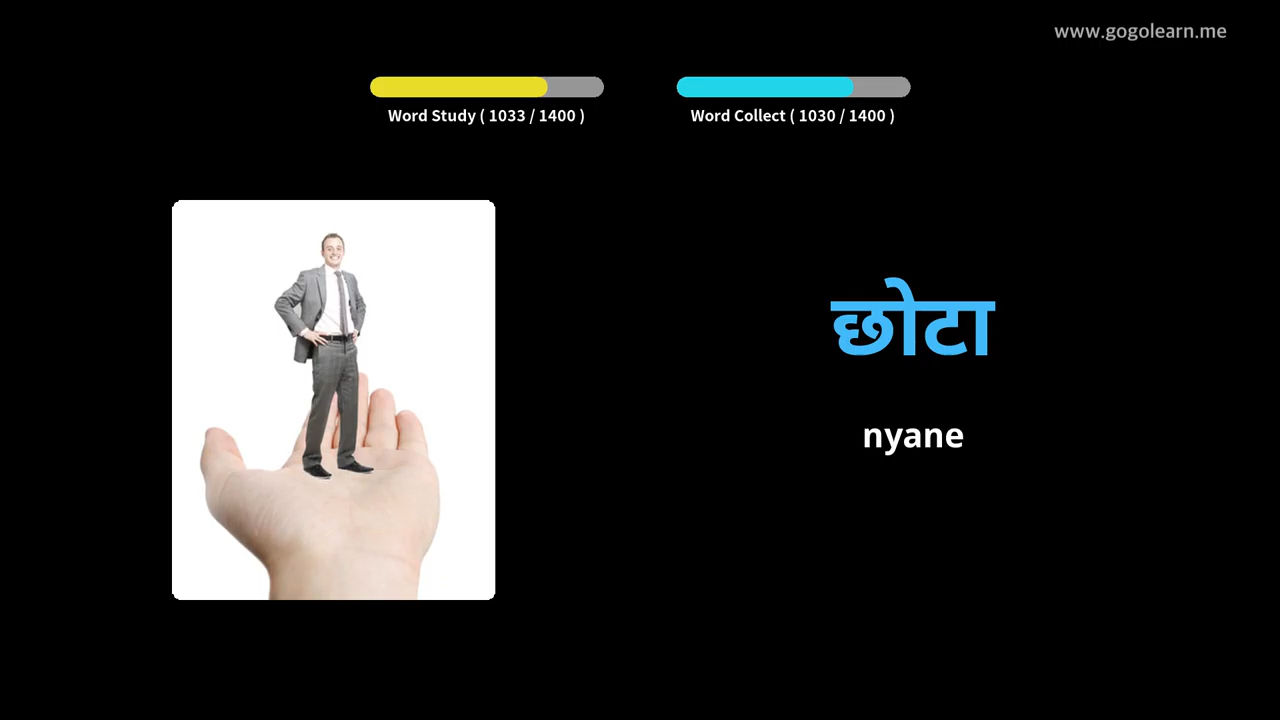 www.gogolearn.me
Word Study ( 1033 / 1400 )
Word Collect ( 1030 / 1400 )
छोटा
nyane